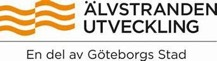 ÄLVSTRANDEN
UTVECKLING
En del av Göteborgs Stad